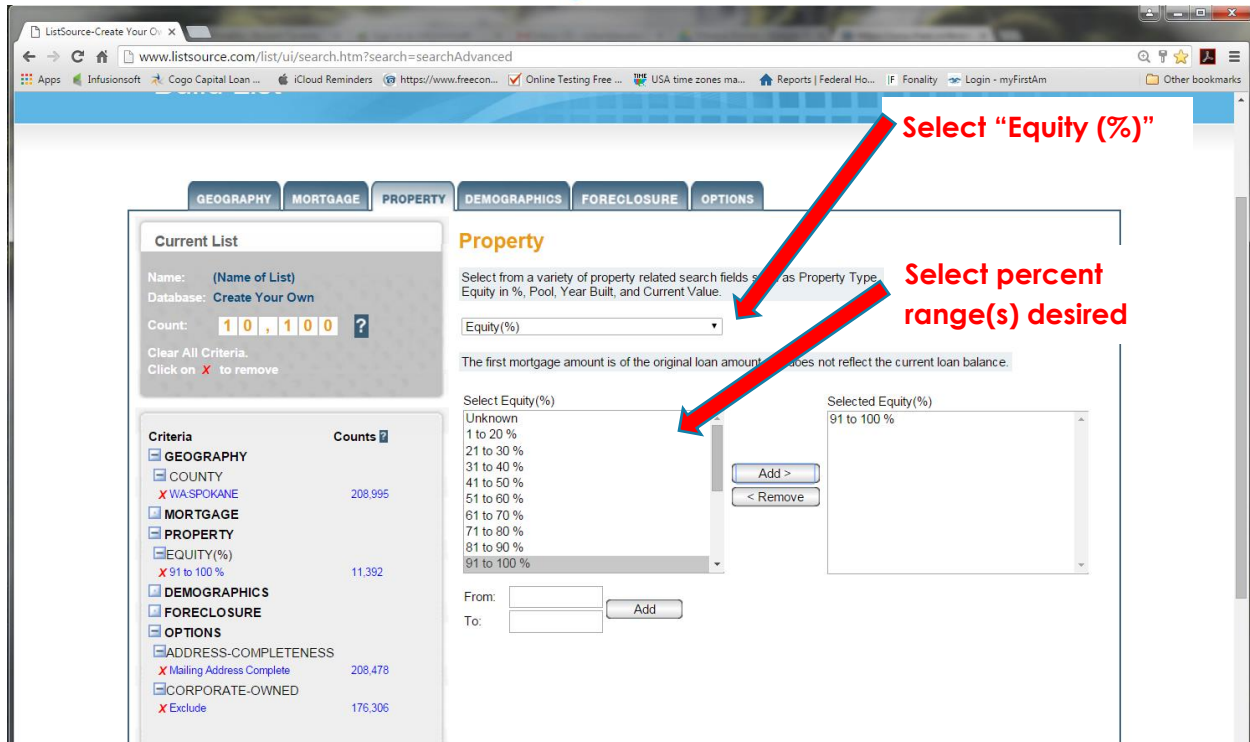 ListSource-Create Your Ov
www.listsource.com/list/ui/search.htm?search=searchAdvanced
Apps Infusionsoft Cogo Capital Loan ... iCloud Reminders https://www.freecon... Online Testing Free ... USA time zones ma... Reports | Federal Ho... Fonality Login - myFirstAm Other bookmarks
Build List
Select “Equity (%)”
GEOGRAPHY MORTGAGE PROPERTY DEMOGRAPHICS FORECLOSURE OPTIONS
Current List
Name: (Name of List)
Database: Create Your Own
Count: 10,100 ?
Clear All Criteria.
Click on X to remove
Criteria Counts ?
GEOGRAPHY
COUNTY
X WA:SPOKANE 208,995
MORTGAGE
PROPERTY
EQUITY(%)
X 91 to 100 % 11,392
DEMOGRAPHICS
FORECLOSURE
OPTIONS
ADDRESS-COMPLETENESS
X Mailing Address Complete 208,478
CORPORATE-OWNED
X Exclude 176,306
Property
Select from a variety of property related search fields as Property Type,
Equity in %, Pool, Year Built, and Current Value.
Select percent
range(s) desired
Equity(%)
The first mortgage amount is of the original loan amount does not reflect the current loan balance.
Select Equity(%)
Unknown
1 to 20 %
21 to 30 %
31 to 40 %
41 to 50 %
51 to 60 %
61 to 70 %
71 to 80 %
81 to 90 %
91 to 100 %
Add >
< Remove
Selected Equity(%)
91 to 100 %
From:
To:
Add